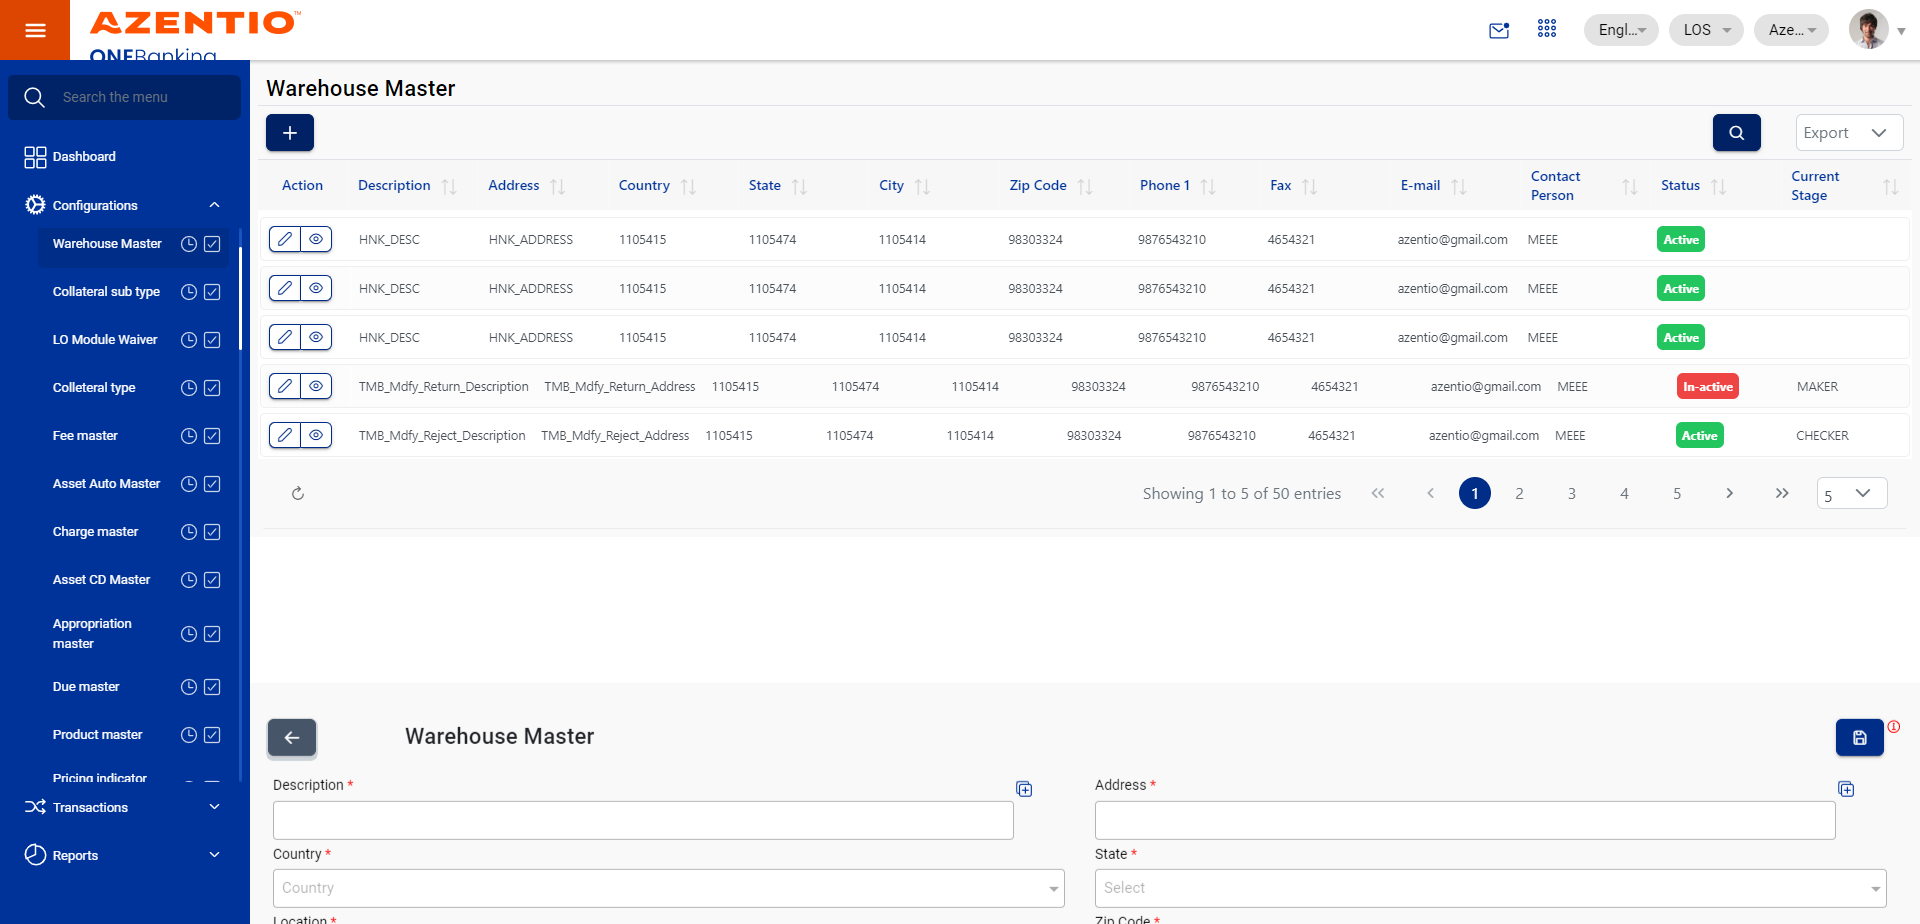 AZENTIO™
ONEBanking
Engl...
LOS
Aze...
Search the menu
Dashboard
Configurations
Warehouse Master
Collateral sub type
LO Module Waiver
Colleteral type
Fee master
Asset Auto Master
Charge master
Asset CD Master
Appropriation
master
Due master
Product master
Pricing indicator
Transactions
Reports
Warehouse Master
Export
Action Description Address Country State City Zip Code Phone 1 Fax E-mail Contact Person Status Current Stage
HNK_DESC HNK_ADDRESS 1105415 1105474 1105414 98303324 9876543210 4654321 azentio@gmail.com MEEE Active
HNK_DESC HNK_ADDRESS 1105415 1105474 1105414 98303324 9876543210 4654321 azentio@gmail.com MEEE Active
HNK_DESC HNK_ADDRESS 1105415 1105474 1105414 98303324 9876543210 4654321 azentio@gmail.com MEEE Active
TMB_Mdfy_Return_Description TMB_Mdfy_Return_Address 1105415 1105474 1105414 98303324 9876543210 4654321 azentio@gmail.com MEEE In-active MAKER
TMB_Mdfy_Reject_Description TMB_Mdfy_Reject_Address 1105415 1105474 1105414 98303324 9876543210 4654321 azentio@gmail.com MEEE Active CHECKER
Showing 1 to 5 of 50 entries 1 2 3 4 5 5
Warehouse Master
Description * Address *
Country * State *
Country Select
Location * Zip Code *